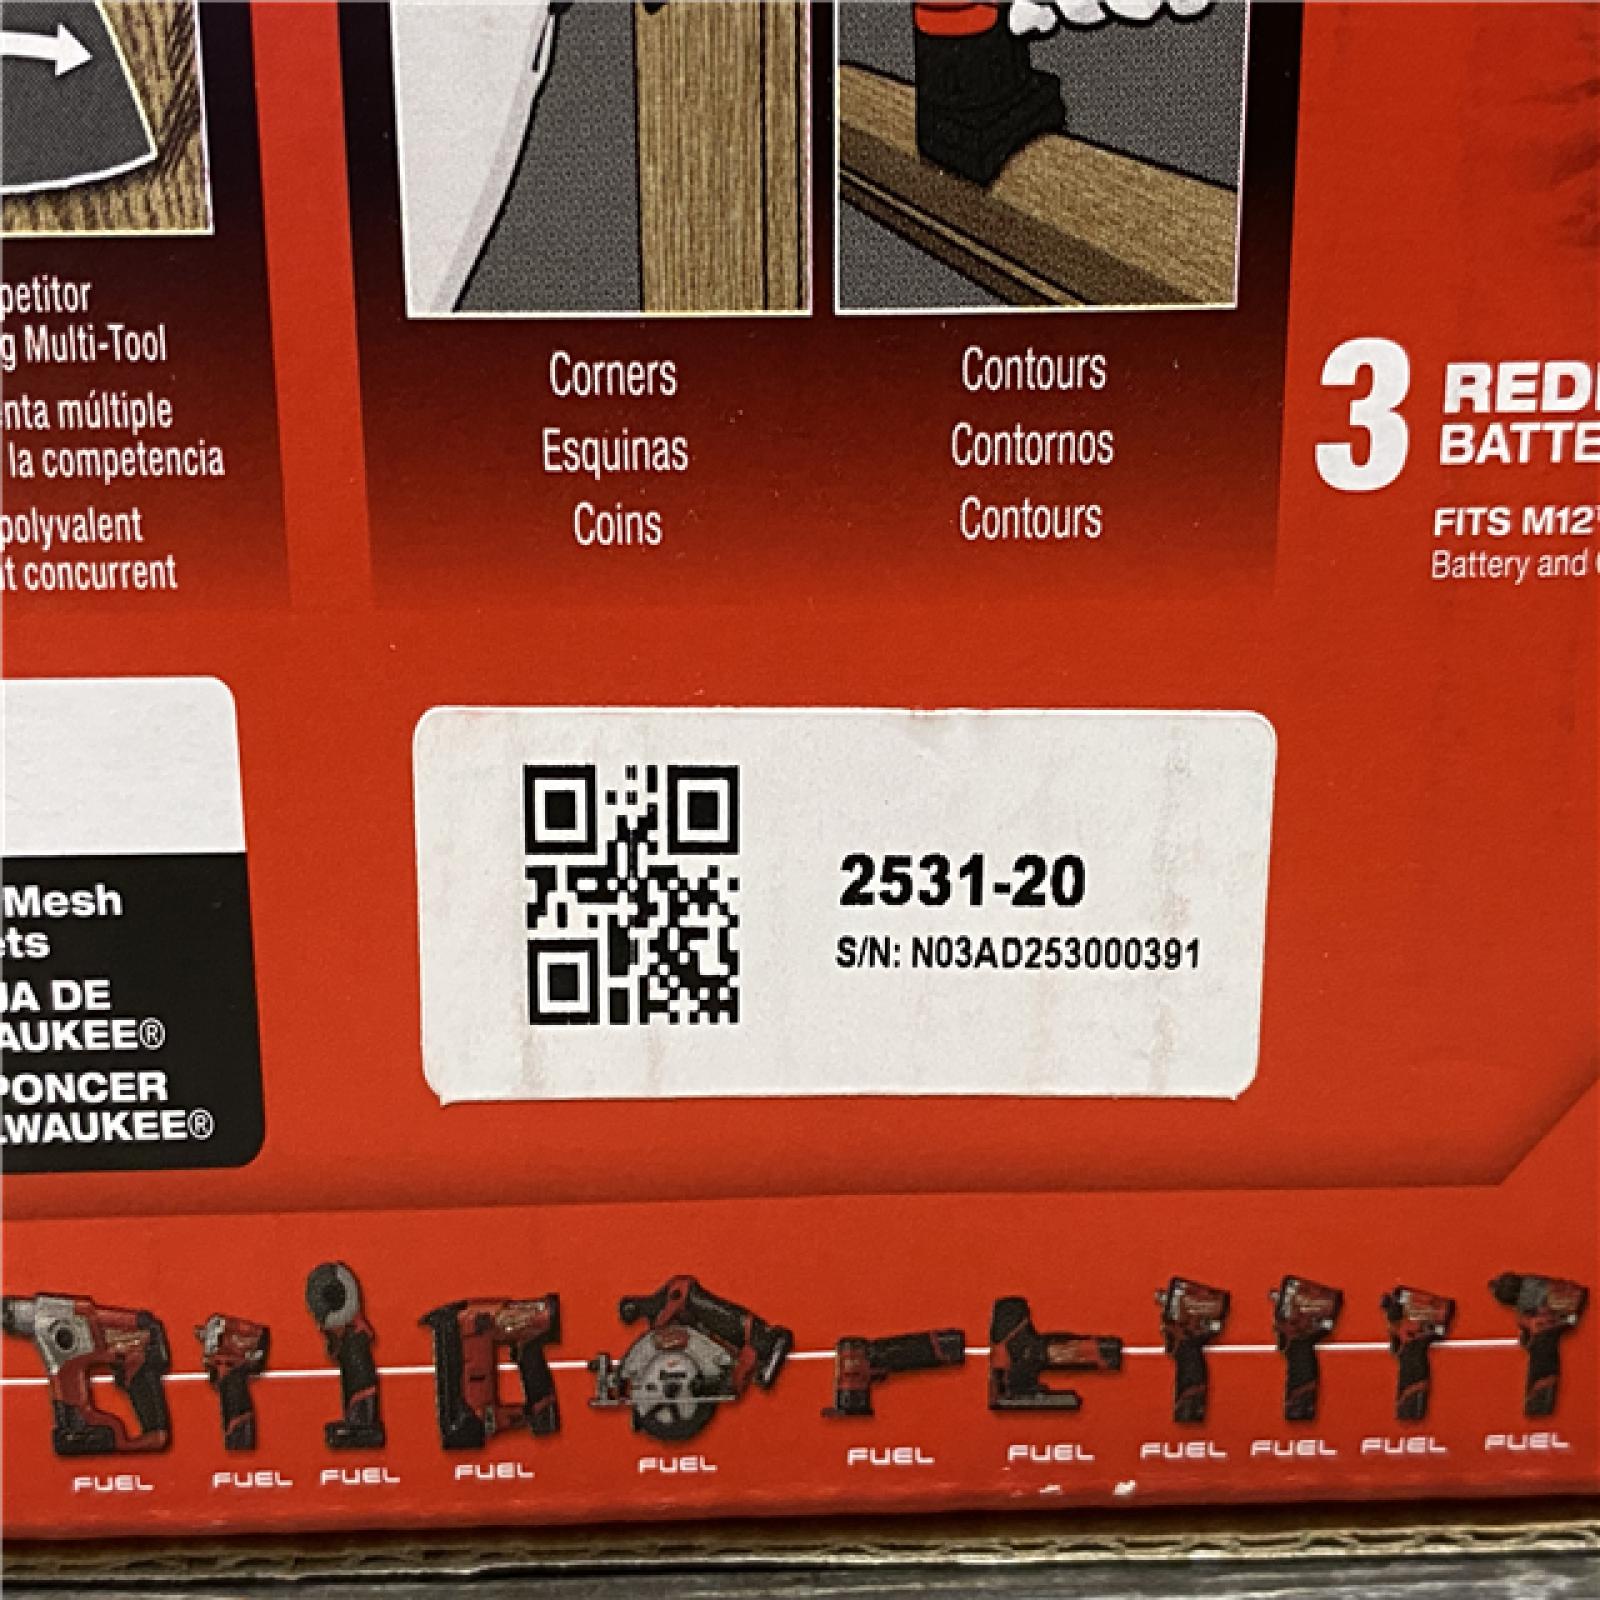 petitor
g Multi-Tool
nta múltiple
la competencia
polyvalent
t concurrent
Corners
Esquinas
Coins
Contours
Contornos
Contours
3 RED
BATTE
FITS M12
Battery and
Mesh
ets
JA DE
AUKEE®
PONCER
LWAUKEE®
2531-20
S/N: N03AD253000391
FUEL FUEL FUEL FUEL FUEL FUEL FUEL FUEL FUEL FUEL FUEL